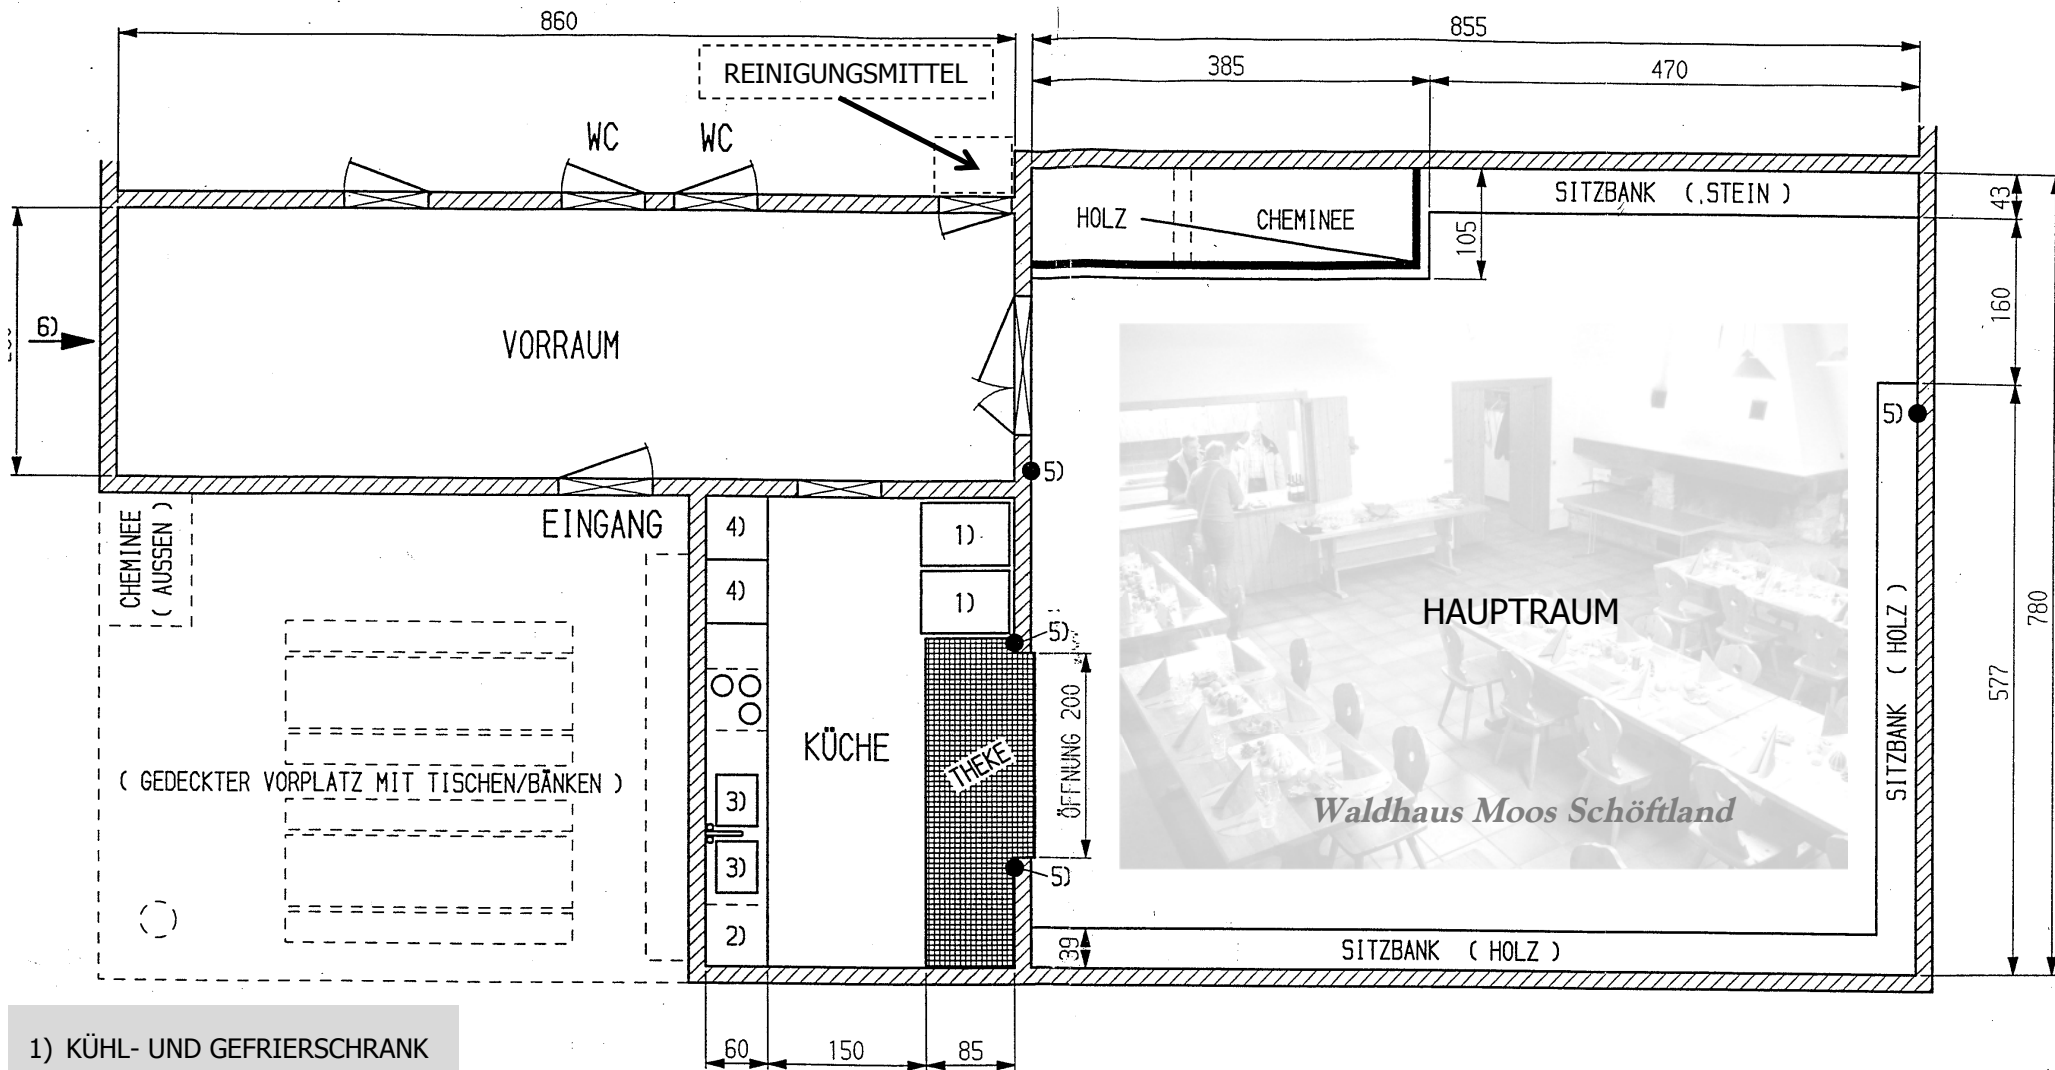 860
855
REINIGUNGSMITTEL
385
470
WC
WC
SITZBANK (STEIN)
43
HOLZ
CHEMINEE
105
6)
VORRAUM
160
5)
5)
EINGANG
CHEMINEE
(AUSSEN)
4)
1)
4)
1)
5)
HAUPTRAUM
780
577
SITZBANK (HOLZ)
ÖFFNUNG 200
KÜCHE
THEKE
(GEDECKTER VORPLATZ MIT TISCHEN/BÄNKEN)
3)
Waldhaus Moos Schöftland
3)
5)
2)
39
SITZBANK (HOLZ)
1) KÜHL- UND GEFRIERSCHRANK
60
150
85